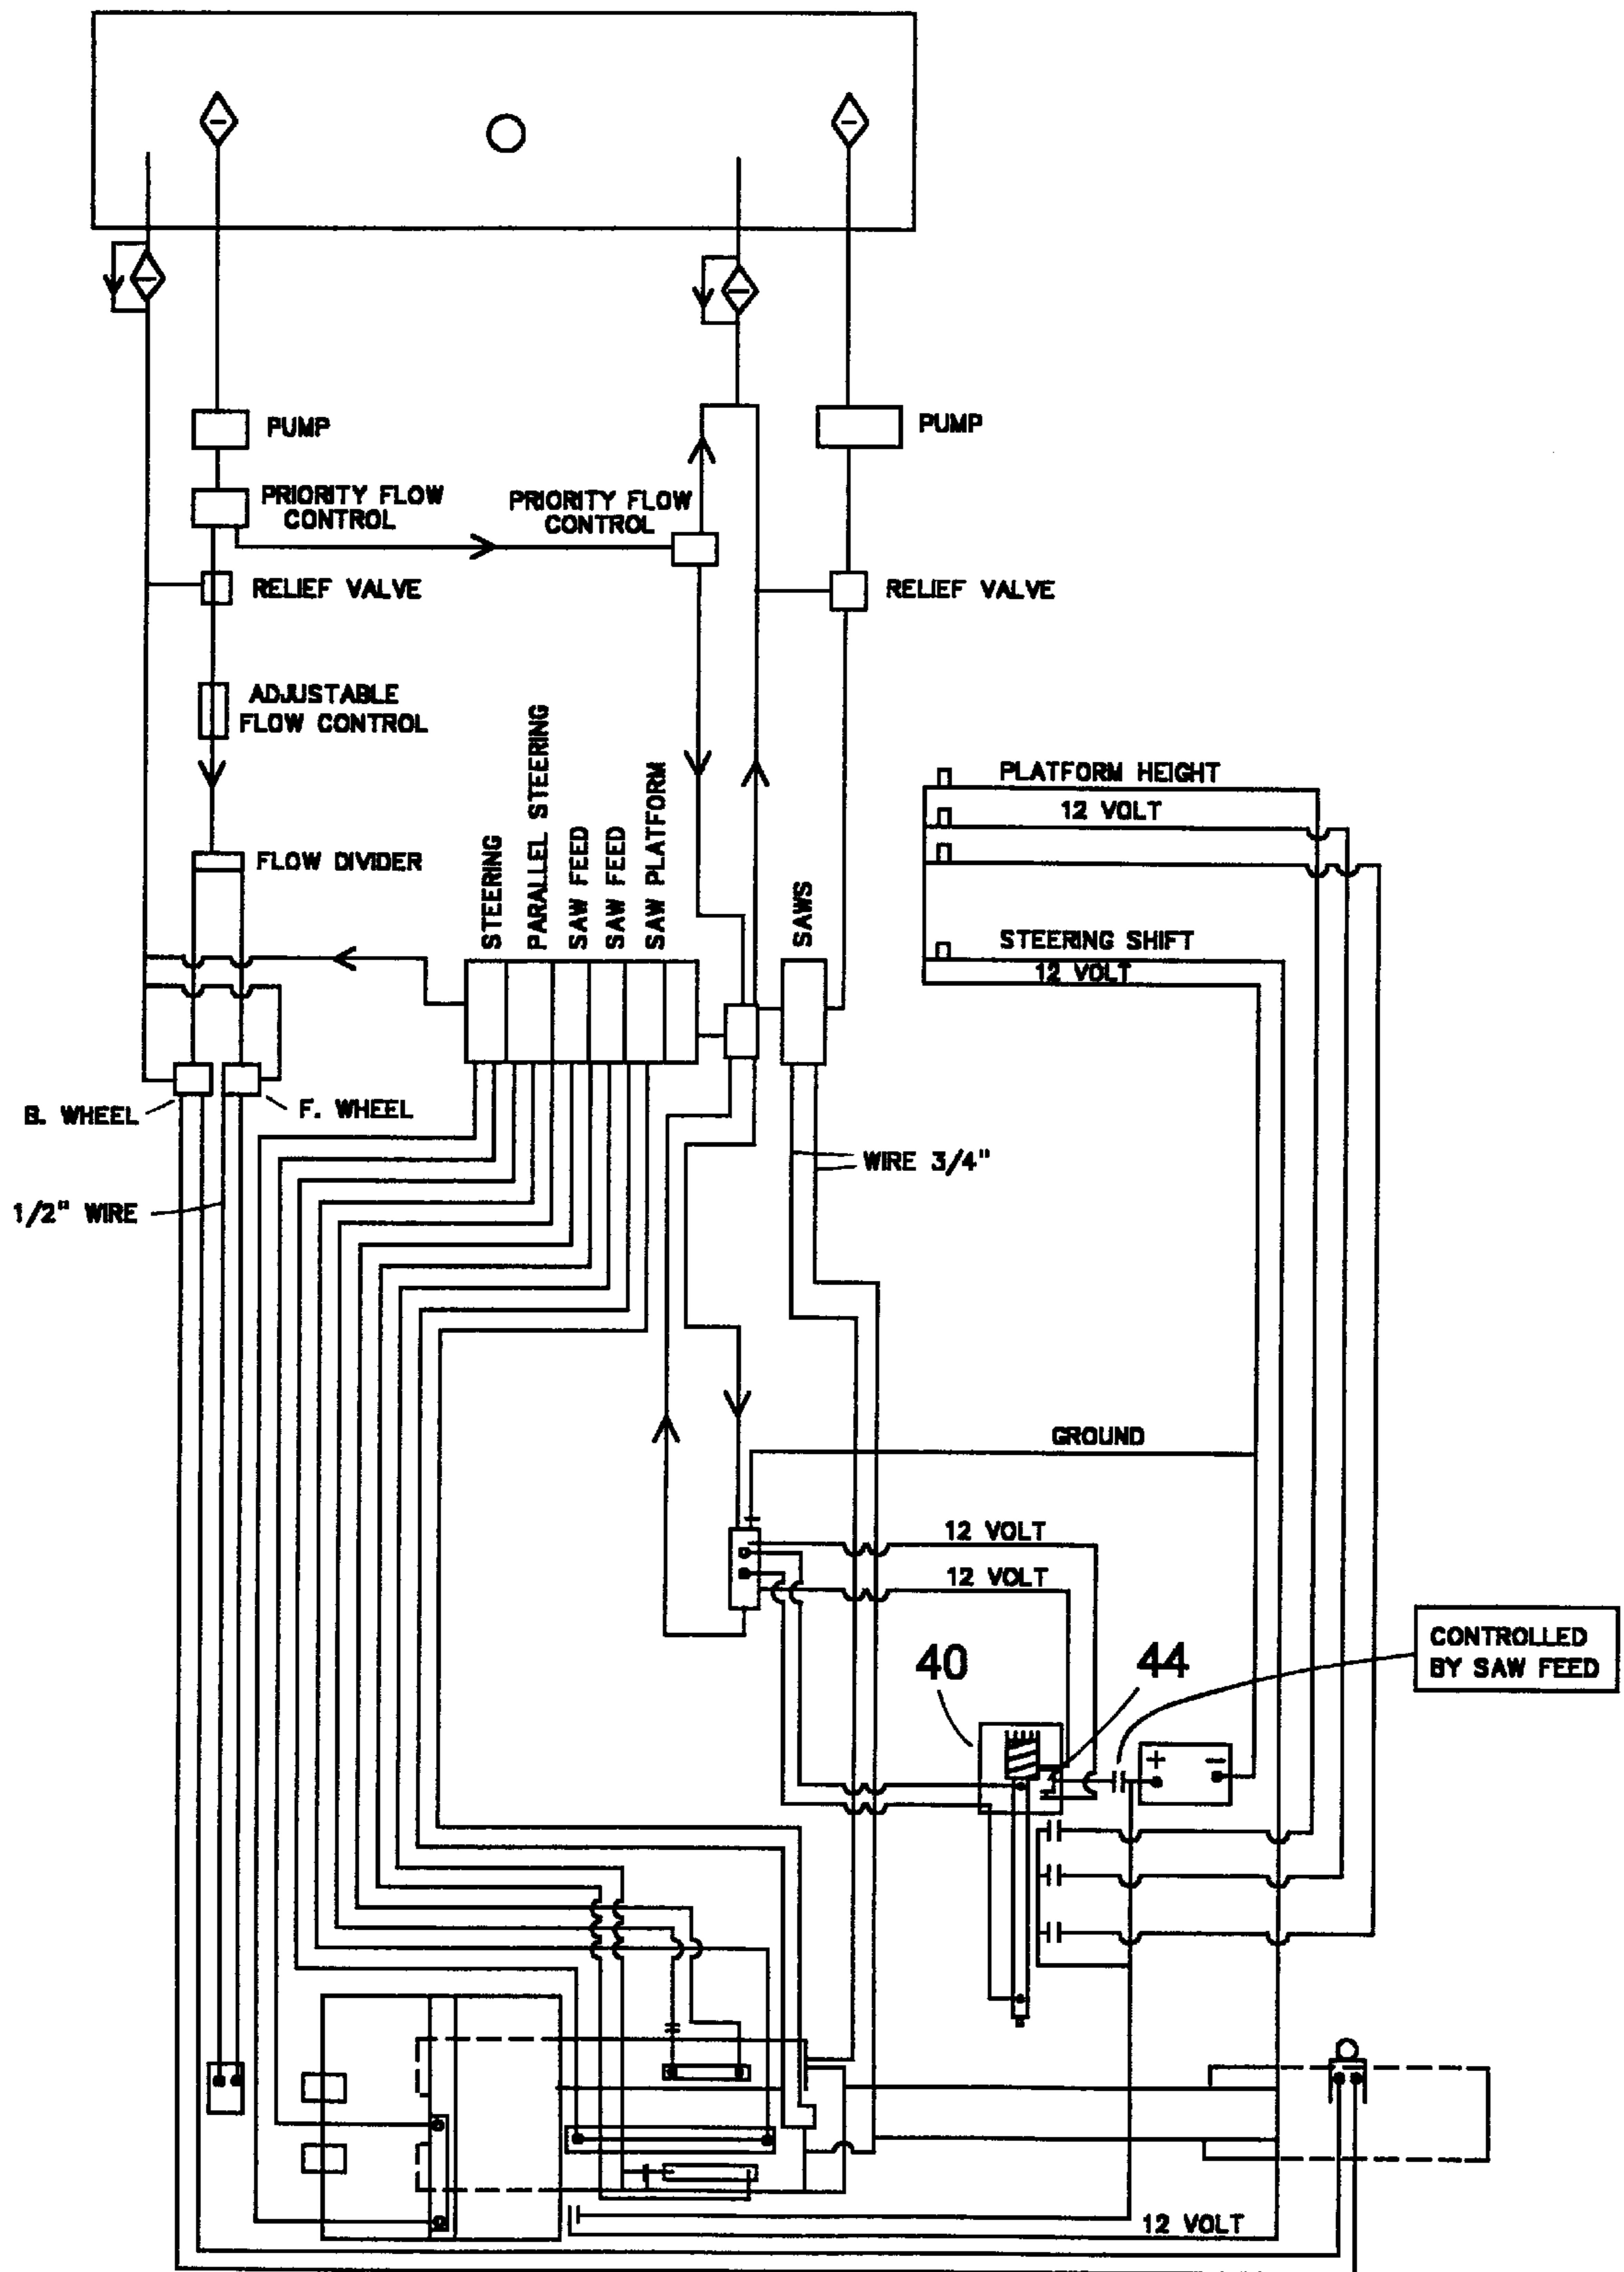 PUMP
PUMP
PRIORITY FLOW
CONTROL
PRIORITY FLOW
CONTROL
RELIEF VALVE
RELIEF VALVE
ADJUSTABLE
FLOW CONTROL
FLOW DIVIDER
STEERING
PARALLEL STEERING
SAW FEED
SAW FEED
SAW PLATFORM
SAWS
PLATFORM HEIGHT
12 VOLT
STEERING SHIFT
12 VOLT
B. WHEEL
F. WHEEL
WIRE 3/4"
1/2" WIRE
GROUND
12 VOLT
12 VOLT
CONTROLLED
BY SAW FEED
40
44
+
−
12 VOLT